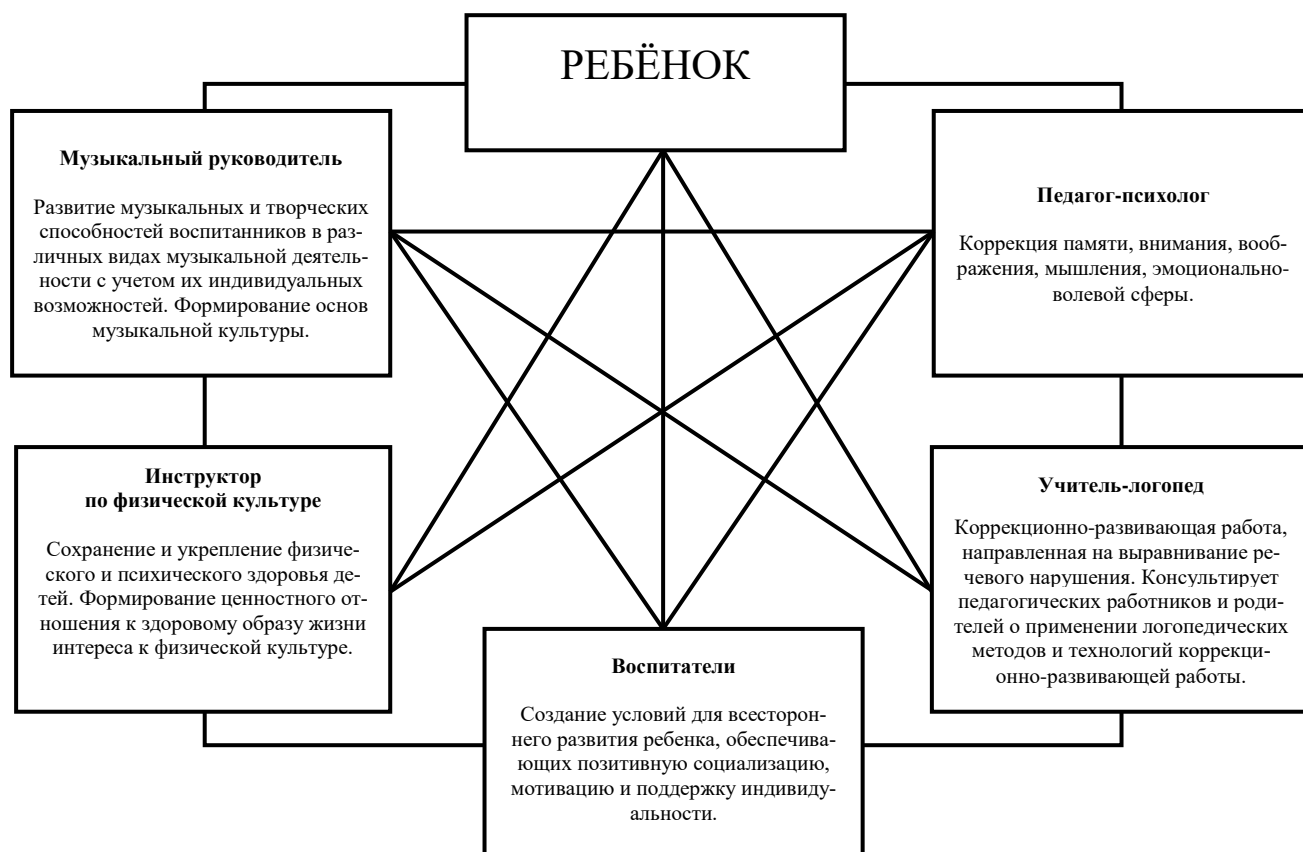 РЕБЁНОК
Музыкальный руководитель
Развитие музыкальных и творческих
способностей воспитанников в раз-
личных видах музыкальной деятель-
ности с учетом их индивидуальных
возможностей. Формирование основ
музыкальной культуры.
Педагог-психолог
Коррекция памяти, внимания, вооб-
ражения, мышления, эмоционально-
волевой сферы.
Инструктор
по физической культуре
Сохранение и укрепление физиче-
ского и психического здоровья де-
тей. Формирование ценностного от-
ношения к здоровому образу жизни
интереса к физической культуре.
Учитель-логопед
Коррекционно-развивающая работа,
направленная на выравнивание ре-
чевого нарушения. Консультирует
педагогических работников и роди-
телей о применении логопедических
методов и технологий коррекци-
онно-развивающей работы.
Воспитатели
Создание условий для всесторон-
него развития ребенка, обеспечива-
ющих позитивную социализацию,
мотивацию и поддержку индивиду-
альности.